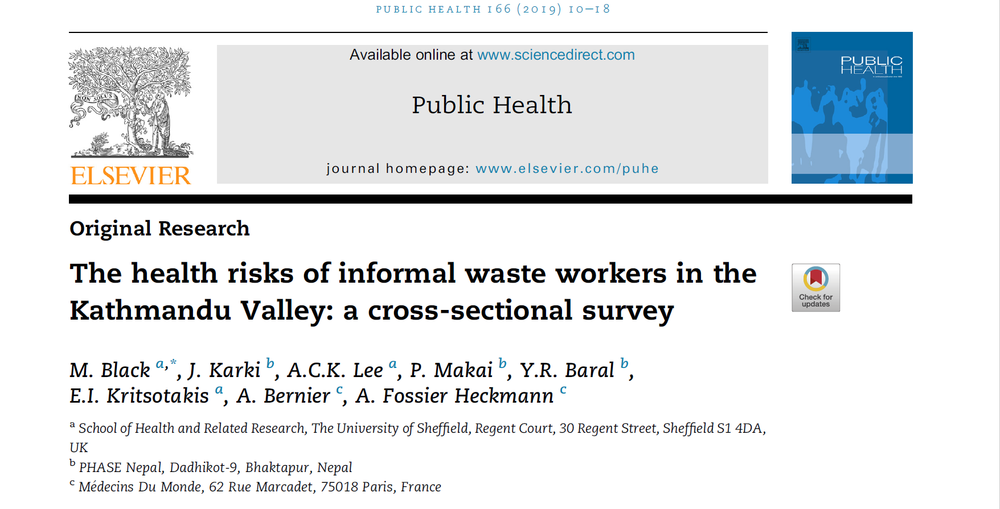 PUBLIC HEALTH 166 (2019) 10–18
Available online at www.sciencedirect.com
Public Health
journal homepage: www.elsevier.com/puhe
NON SOLUS
ELSEVIER
PUBLIC
HEALTH
Original Research
The health risks of informal waste workers in the
Kathmandu Valley: a cross-sectional survey
Check for
updates
M. Black a,*, J. Karki b, A.C.K. Lee a, P. Makai b, Y.R. Baral b,
E.I. Kritsotakis a, A. Bernier c, A. Fossier Heckmann c
a School of Health and Related Research, The University of Sheffield, Regent Court, 30 Regent Street, Sheffield S1 4DA,
UK
b PHASE Nepal, Dadhikot-9, Bhaktapur, Nepal
c Médecins Du Monde, 62 Rue Marcadet, 75018 Paris, France